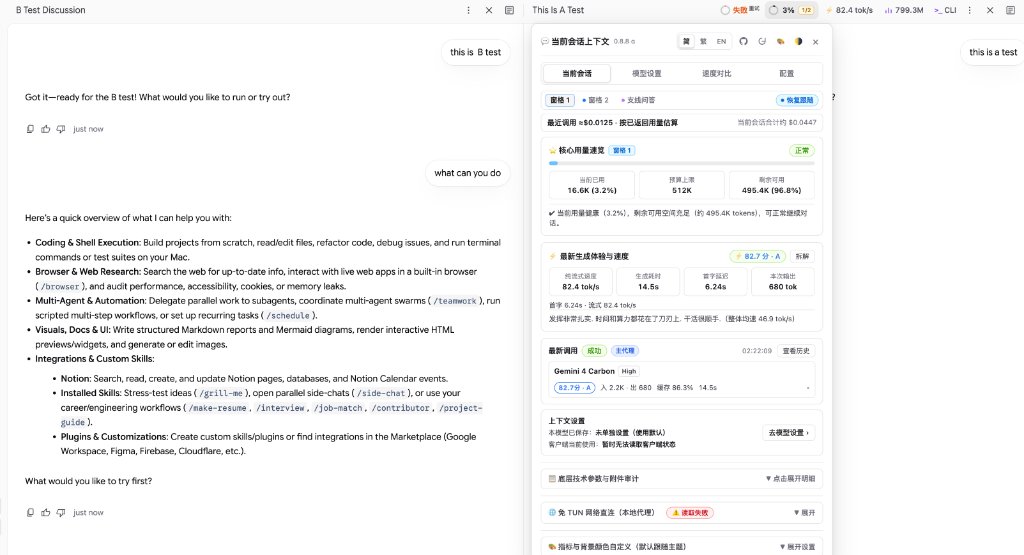 B Test Discussion
this is B test
Got it—ready for the B test! What would you like to run or try out?
just now
what can you do
Here's a quick overview of what I can help you with:
• Coding & Shell Execution: Build projects from scratch, read/edit files, refactor code, debug issues, and run terminal
commands or test suites on your Mac.
• Browser & Web Research: Search the web for up-to-date info, interact with live web apps in a built-in browser
( /browser ), and audit performance, accessibility, cookies, or memory leaks.
• Multi-Agent & Automation: Delegate parallel work to subagents, coordinate multi-agent swarms ( /teamwork ), run
scripted multi-step workflows, or set up recurring tasks ( /schedule ).
• Visuals, Docs & UI: Write structured Markdown reports and Mermaid diagrams, render interactive HTML
previews/widgets, and generate or edit images.
• Integrations & Custom Skills:
• Notion: Search, read, create, and update Notion pages, databases, and Notion Calendar events.
• Installed Skills: Stress-test ideas ( /grill-me ), open parallel side-chats ( /side-chat ), or use your
career/engineering workflows ( /make-resume , /interview , /job-match , /contributor , /project-
guide ).
• Plugins & Customizations: Create custom skills/plugins or find integrations in the Marketplace (Google
Workspace, Figma, Firebase, Cloudflare, etc.).
What would you like to try first?
just now
This Is A Test
失败 重试 3% 1/2 82.4 tok/s 799.3M >_ CLI
this is a test
?
当前会话上下文 0.8.8 简 繁 EN
当前会话 模型设置 速度对比 配置
窗格 1 窗格 2 支线问答 恢复跟随
最近调用 ≈$0.0125 · 按已返回用量估算 当前会话合计约 $0.0447
核心用量速览 窗格 1 正常
当前已用 预算上限 剩余可用
16.6K (3.2%) 512K 495.4K (96.8%)
✔ 当前用量健康（3.2%），剩余可用空间充足（约 495.4K tokens），可正常继续对
话。
最新生成体验与速度 82.7 分 · A 拆解
纯流式速度 生成耗时 首字延迟 本次输出
82.4 tok/s 14.5s 6.24s 680 tok
首字 6.24s · 流式 82.4 tok/s
发挥非常扎实，时间和算力都花在了刀刃上，干活很顺手。（整体均速 46.9 tok/s）
最新调用 成功 主代理 02:22:09 查看历史
Gemini 4 Carbon High
82.7分 · A 入 2.2K · 出 680 缓存 86.3% 14.5s
上下文设置
本模型已保存：未单独设置（使用默认）
客户端当前使用：暂时无法读取客户端状态
去模型设置 ›
底层技术参数与附件审计 ▼ 点击展开明细
免 TUN 网络直连（本地代理） 读取失败 ▼ 展开
指标与背景颜色自定义（默认跟随主题） ▼ 展开设置